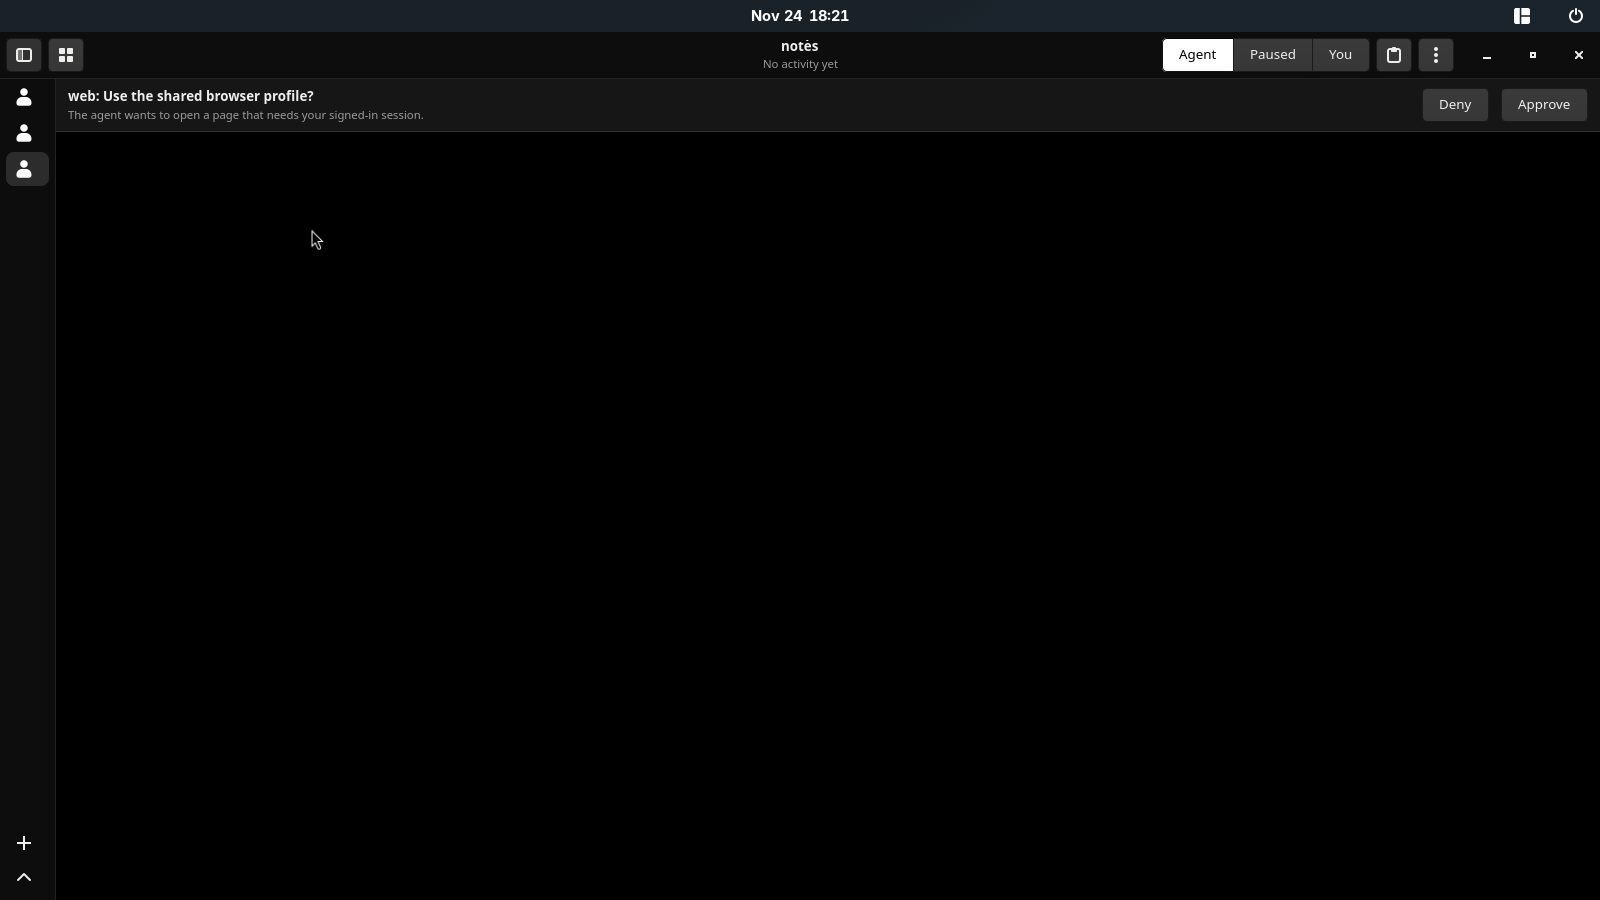 Nov 24 18:21
notes
No activity yet
Agent
Paused
You
web: Use the shared browser profile?
The agent wants to open a page that needs your signed-in session.
Deny
Approve